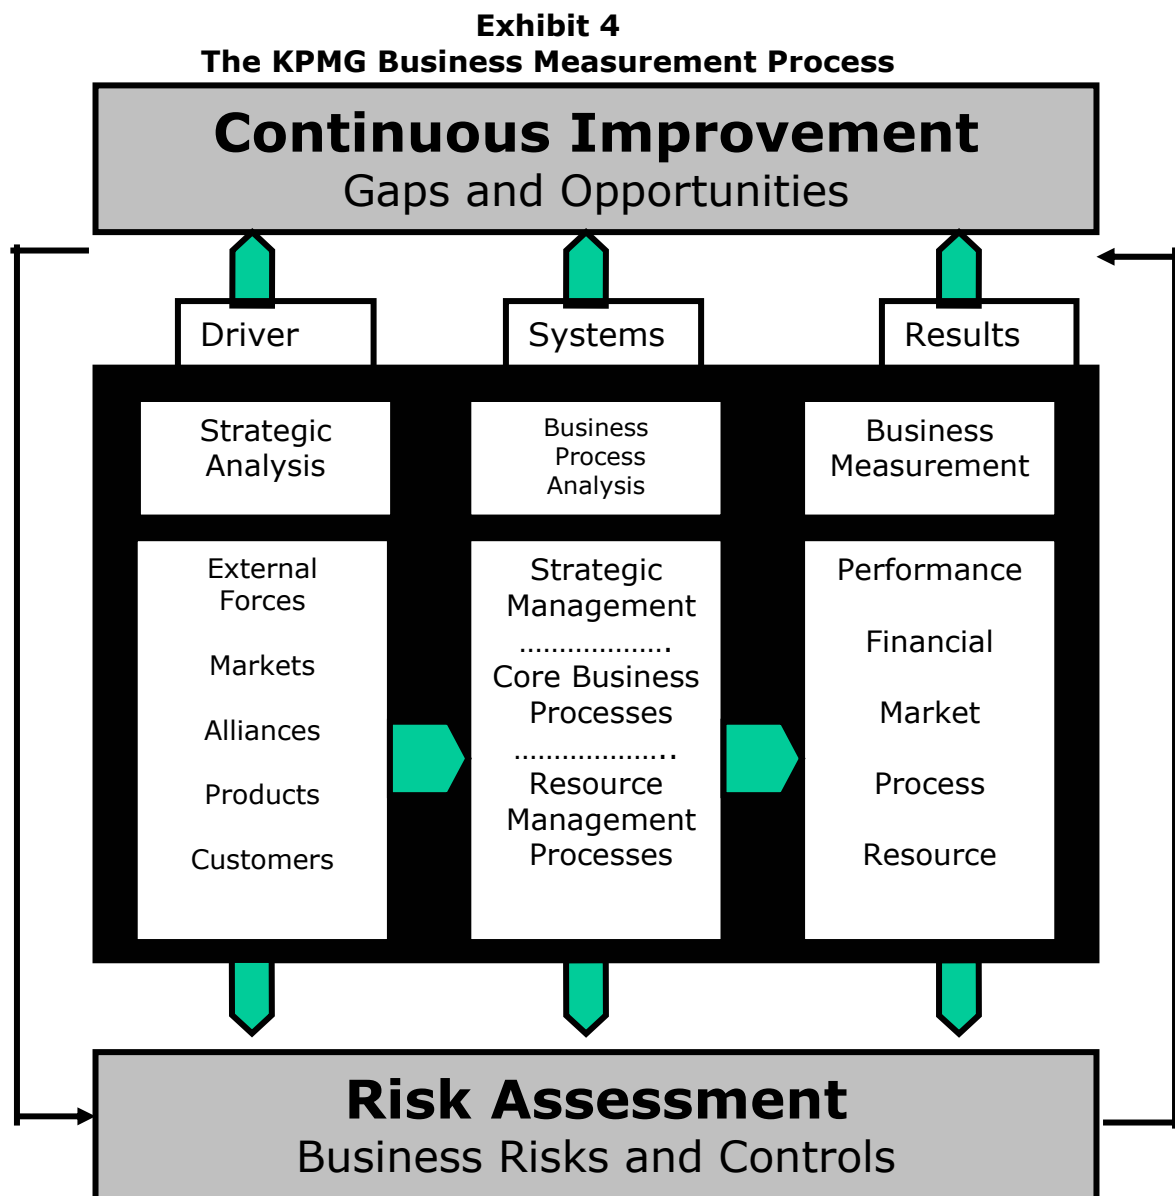 Exhibit 4
The KPMG Business Measurement Process
Continuous Improvement
Gaps and Opportunities
Driver
Systems
Results
Strategic
Analysis
Business
Process
Analysis
Business
Measurement
External
Forces
Markets
Alliances
Products
Customers
Strategic
Management
……………….
Core Business
Processes
………………..
Resource
Management
Processes
Performance
Financial
Market
Process
Resource
Risk Assessment
Business Risks and Controls